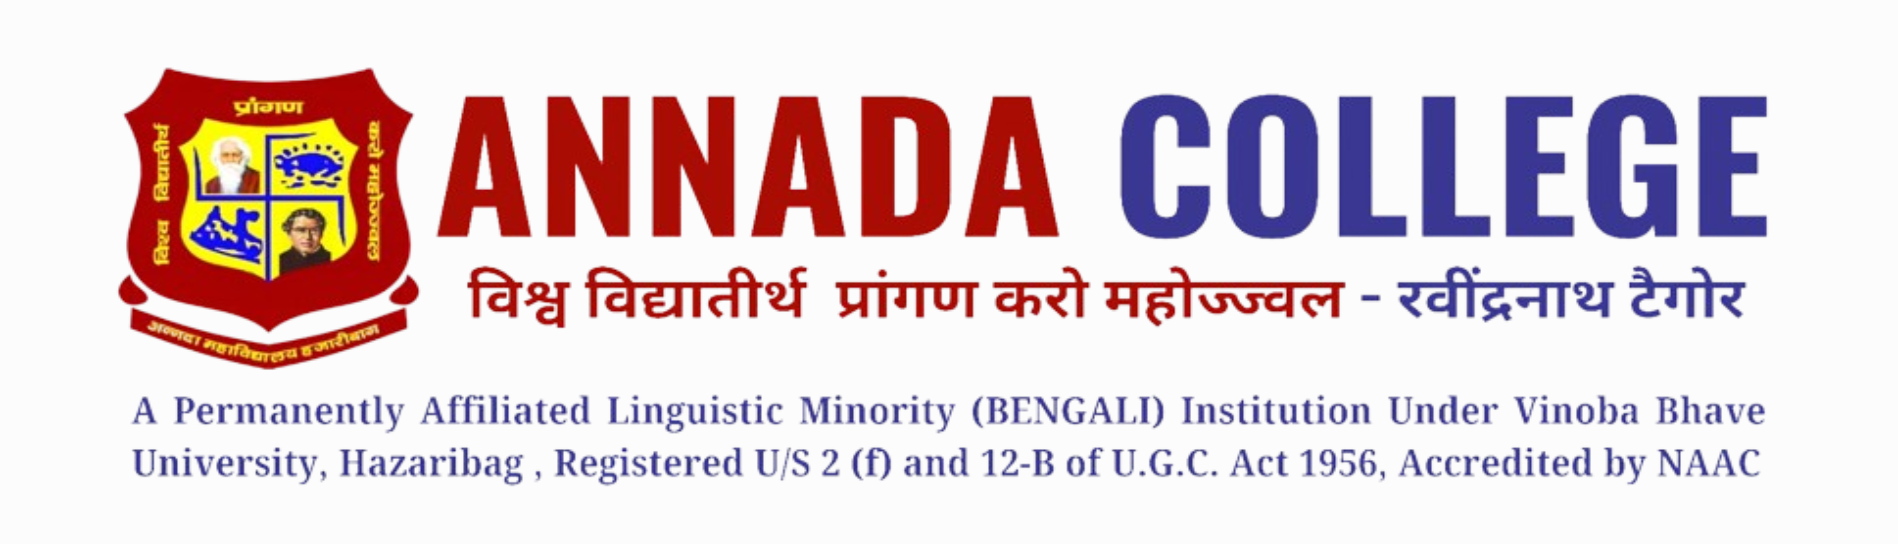 प्रांगण
विश्व विद्यातीर्थ
करो महोज्ज्वल
अन्नदा महाविद्यालय हजारीबाग
ANNADA COLLEGE
विश्व विद्यातीर्थ प्रांगण करो महोज्ज्वल - रवींद्रनाथ टैगोर
A Permanently Affiliated Linguistic Minority (BENGALI) Institution Under Vinoba Bhave
University, Hazaribag , Registered U/S 2 (f) and 12-B of U.G.C. Act 1956, Accredited by NAAC